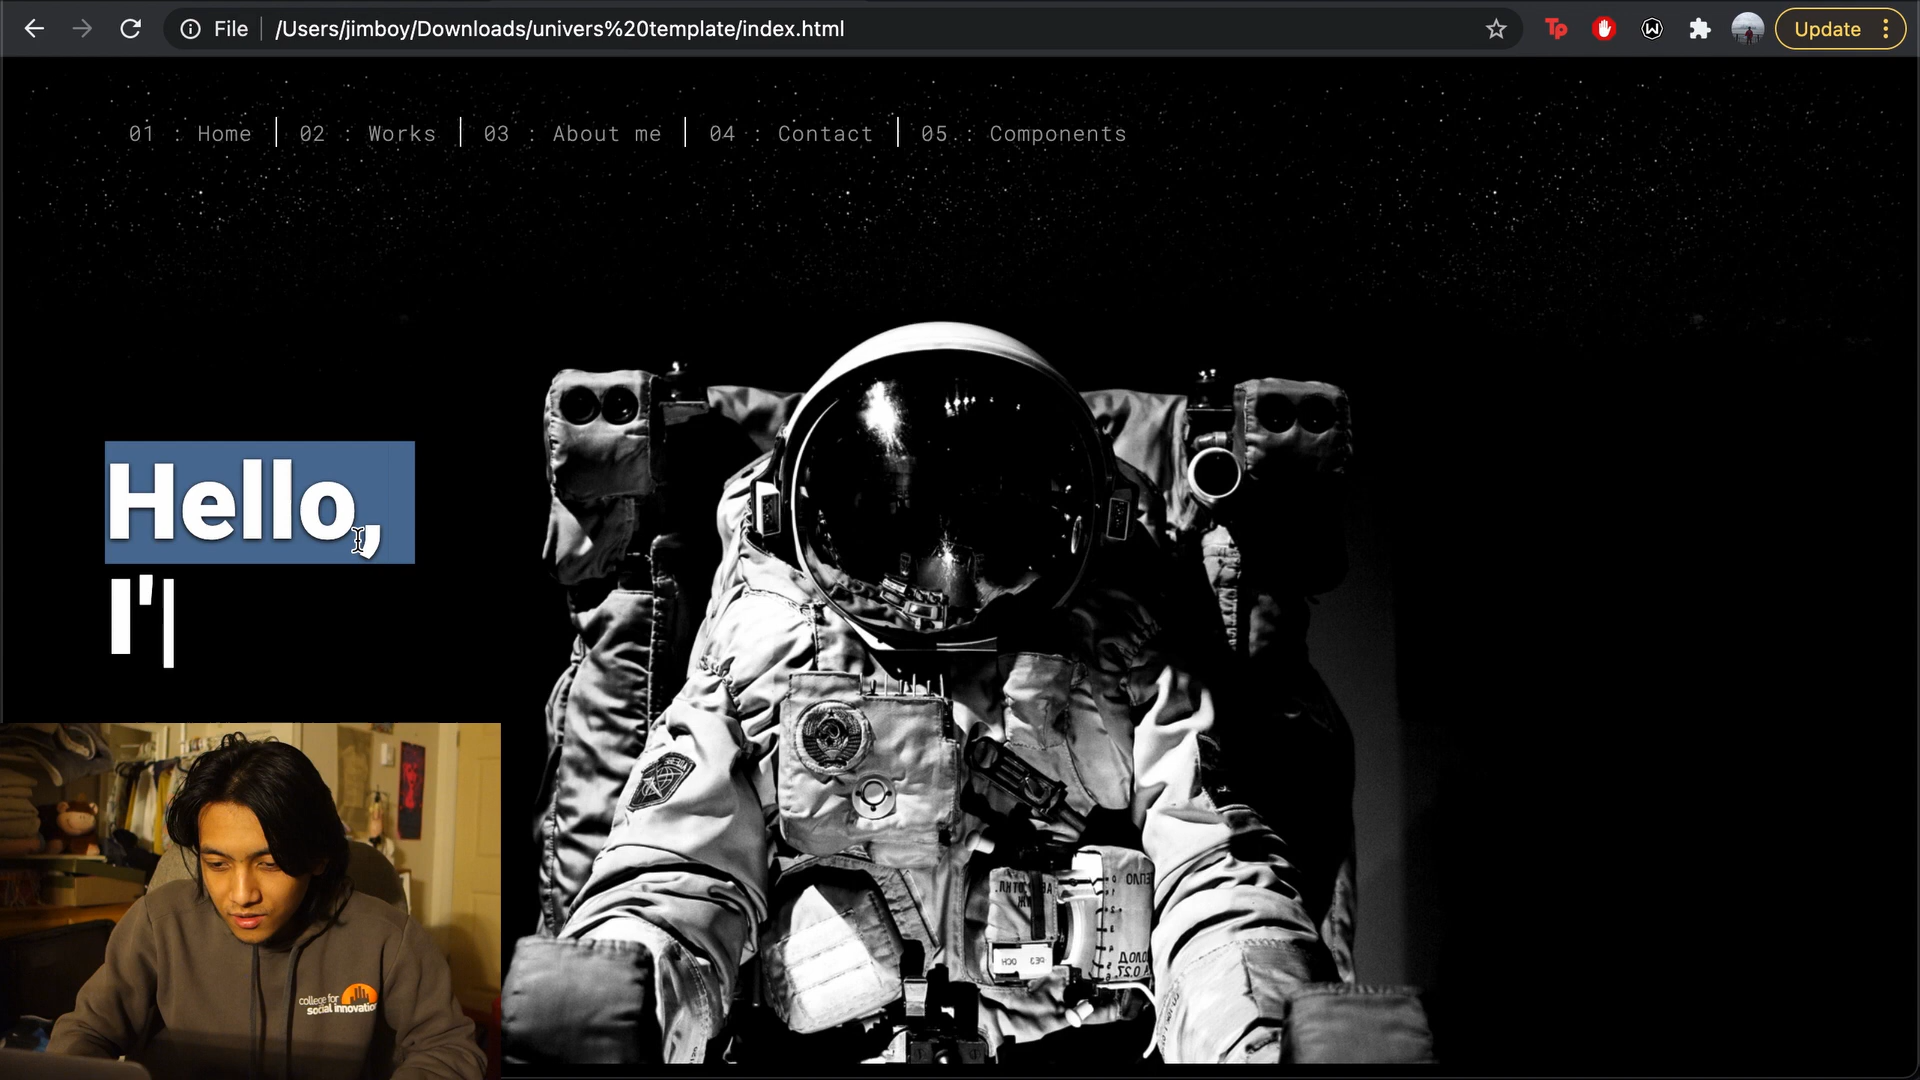 File
/Users/jimboy/Downloads/univers%20template/index.html
Tp
Update
01 : Home
02 : Works
03 : About me
04 : Contact
05 : Components
Hello,
I'|
college for
social innovation